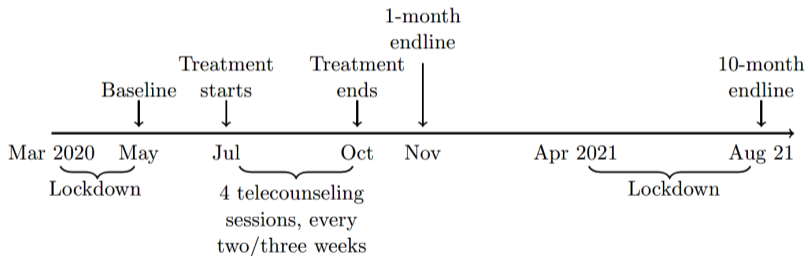 1-month
endline
Treatment
starts
Treatment
ends
10-month
endline
Baseline
Mar 2020 May Jul Oct Nov Apr 2021 Aug 21
Lockdown
4 telecounseling
sessions, every
two/three weeks
Lockdown